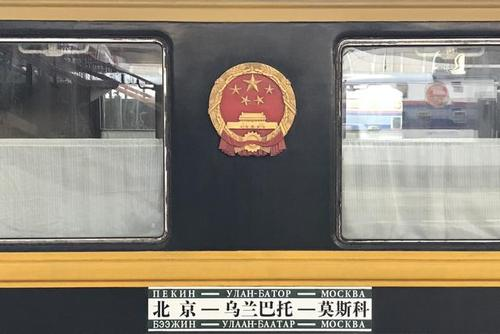 ПЕКИН — УЛАН-БАТОР — МОСКВА
北京—乌兰巴托—莫斯科
БЭЭЖИН — УЛААН-БААТАР — МОСКВА